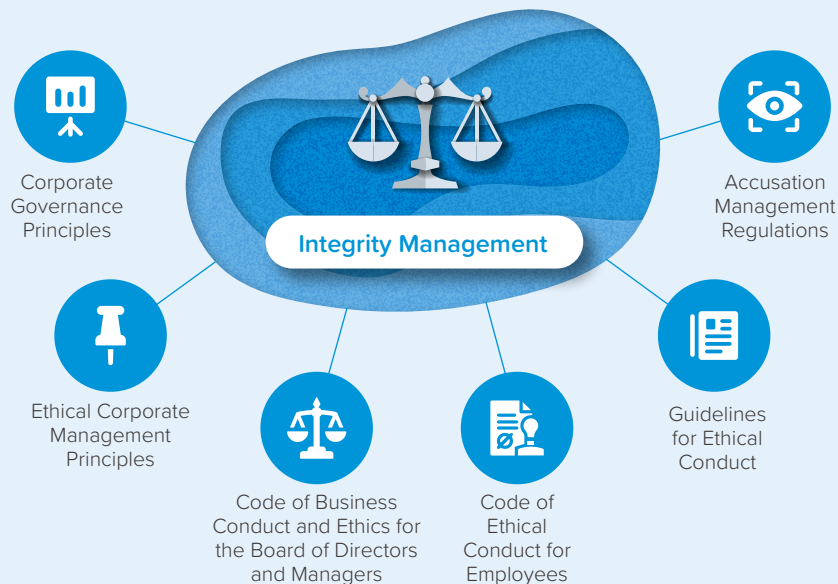 Integrity Management
Corporate
Governance
Principles
Ethical Corporate
Management
Principles
Code of Business
Conduct and Ethics for
the Board of Directors
and Managers
Code of
Ethical
Conduct for
Employees
Guidelines
for Ethical
Conduct
Accusation
Management
Regulations